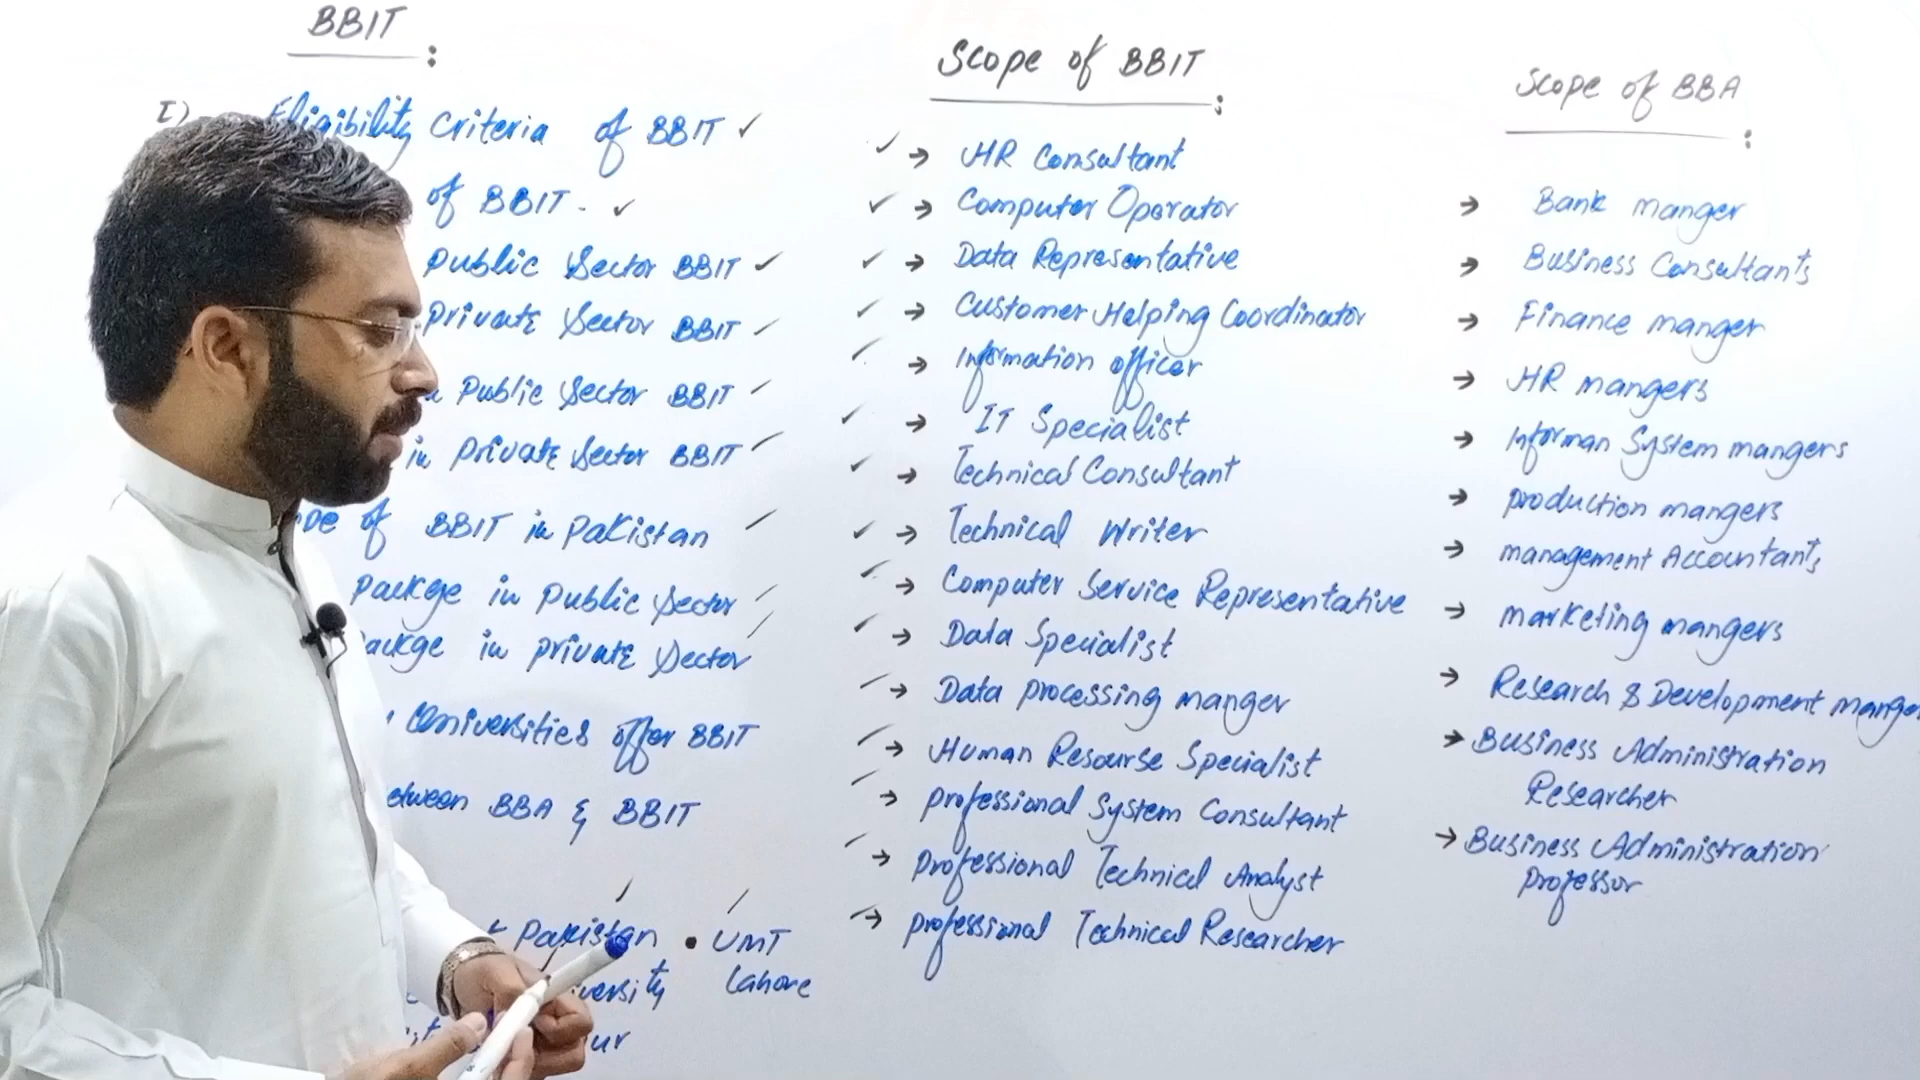 BBIT :
I) Eligibility Criteria of BBIT ✓
of BBIT - ✓
Public Sector BBIT ✓
Private Sector BBIT ✓
Public Sector BBIT ✓
in Private Sector BBIT ✓
of BBIT in Pakistan
Packge in Public Sector
in private Sector
Universities offer BBIT
BBA & BBIT
Pakistan • UMT
Lahore
Scope of BBIT :
✓ → HR Consultant
✓ → Computer Operator
✓ → Data Representative
✓ → Customer Helping Coordinator
✓ → Information officer
✓ → IT Specialist
✓ → Technical Consultant
✓ → Technical Writer
✓ → Computer Service Representative
✓ → Data Specialist
✓ → Data processing manger
✓ → Human Resourse Specialist
✓ → Professional System Consultant
✓ → Professional Technical Analyst
→ Professional Technical Researcher
Scope of BBA :
→ Bank manger
→ Business Consultants
→ Finance manger
→ HR mangers
→ Informan System mangers
→ production mangers
→ management Accountants
→ marketing mangers
→ Research & Development manger
→ Business Administration
Researcher
→ Business Administration
Professor